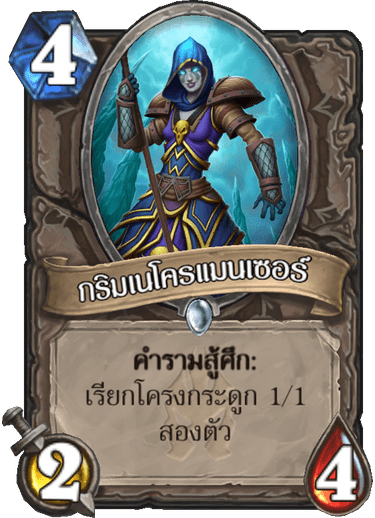 4
กริมเนโครแมนเซอร์
คำรามสู้ศึก:
เรียกโครงกระดูก 1/1
สองตัว
2
4